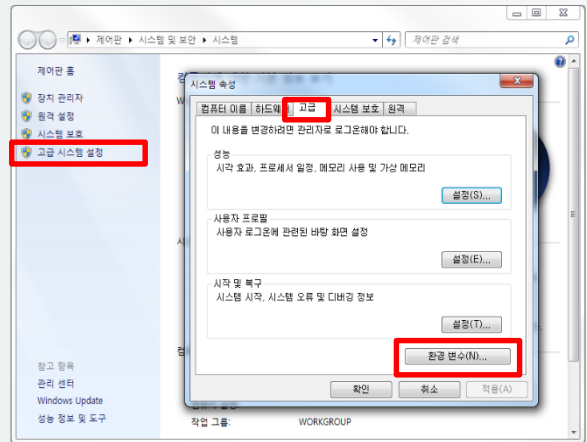 제어판 ▸ 시스템 및 보안 ▸ 시스템
제어판 검색
제어판 홈
장치 관리자
원격 설정
시스템 보호
고급 시스템 설정
참고 항목
관리 센터
Windows Update
성능 정보 및 도구
시스템 속성
컴퓨터 이름 하드웨 고급 시스템 보호 원격
이 내용을 변경하려면 관리자로 로그온해야 합니다.
성능
시각 효과, 프로세서 일정, 메모리 사용 및 가상 메모리
설정(S)...
사용자 프로필
사용자 로그온에 관련된 바탕 화면 설정
설정(E)...
시작 및 복구
시스템 시작, 시스템 오류 및 디버깅 정보
설정(T)...
환경 변수(N)...
확인 취소 적용(A)
작업 그룹: WORKGROUP